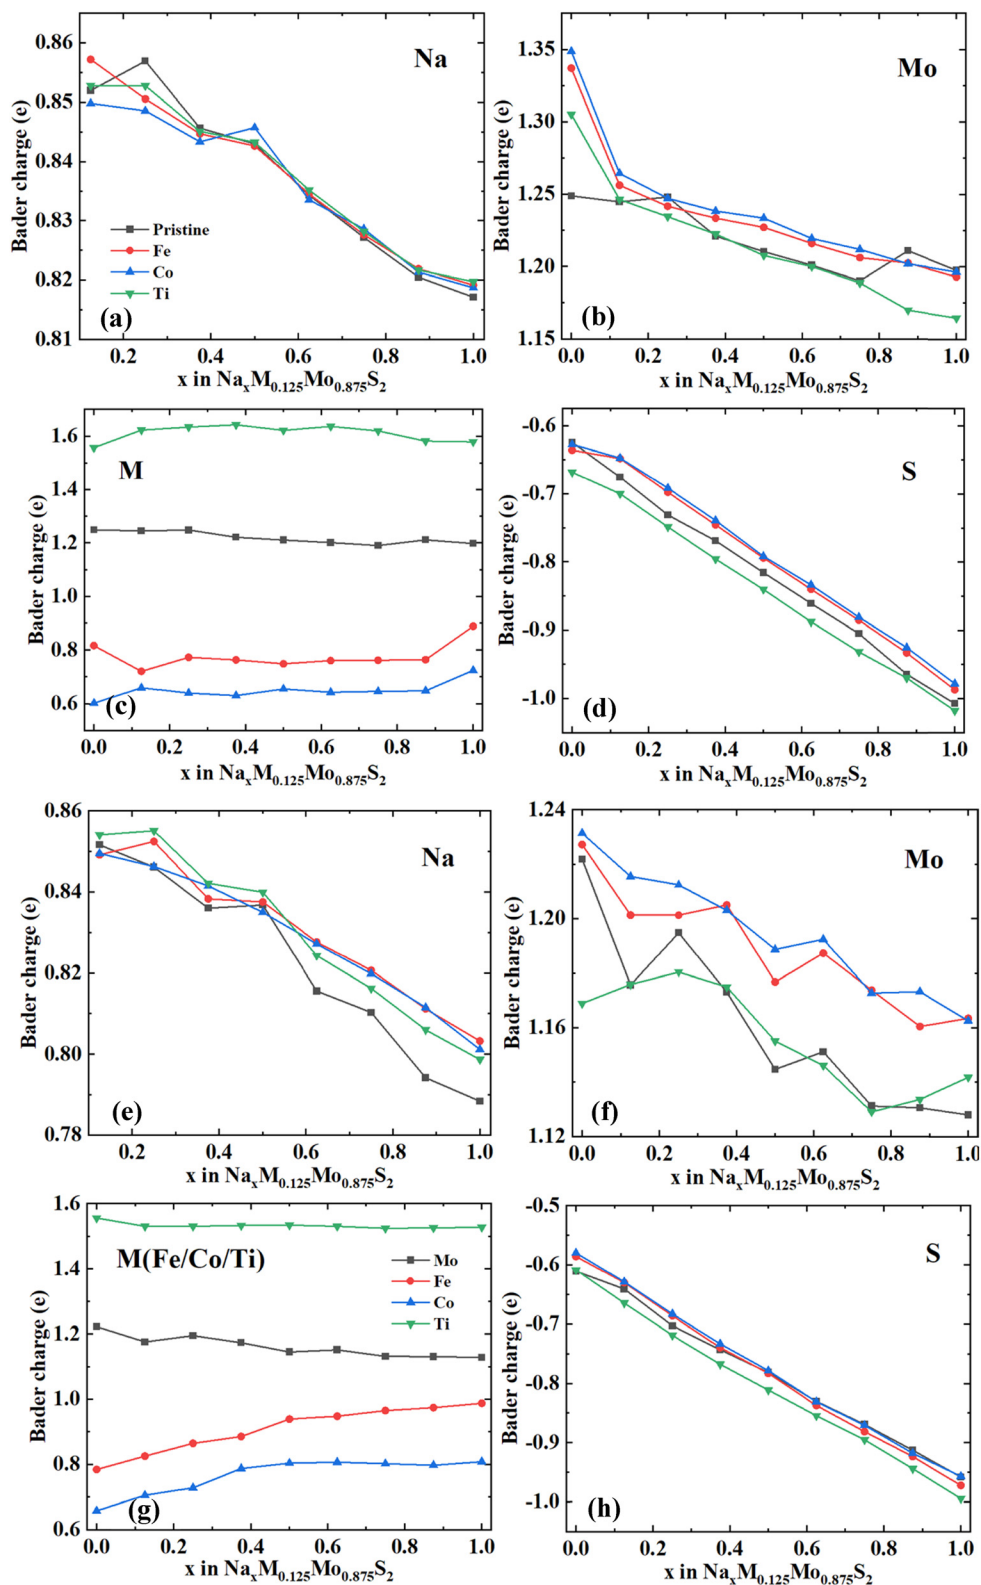 Na
Bader charge (e)
0.86
0.85
0.84
0.83
0.82
0.81
Pristine
Fe
Co
Ti
(a)
0.2 0.4 0.6 0.8 1.0
x in NaxM0.125Mo0.875S2
Mo
Bader charge (e)
1.35
1.30
1.25
1.20
1.15
(b)
0.0 0.2 0.4 0.6 0.8 1.0
x in NaxM0.125Mo0.875S2
M
Bader charge (e)
1.6
1.4
1.2
1.0
0.8
0.6
(c)
0.0 0.2 0.4 0.6 0.8 1.0
x in NaxM0.125Mo0.875S2
S
Bader charge (e)
-0.6
-0.7
-0.8
-0.9
-1.0
(d)
0.0 0.2 0.4 0.6 0.8 1.0
x in NaxM0.125Mo0.875S2
Na
Bader charge (e)
0.86
0.84
0.82
0.80
0.78
(e)
0.2 0.4 0.6 0.8 1.0
x in NaxM0.125Mo0.875S2
Mo
Bader charge (e)
1.24
1.20
1.16
1.12
(f)
0.0 0.2 0.4 0.6 0.8 1.0
x in NaxM0.125Mo0.875S2
M(Fe/Co/Ti)
Bader charge (e)
1.6
1.4
1.2
1.0
0.8
0.6
Mo
Fe
Co
Ti
(g)
0.0 0.2 0.4 0.6 0.8 1.0
x in NaxM0.125Mo0.875S2
S
Bader charge (e)
-0.5
-0.6
-0.7
-0.8
-0.9
-1.0
(h)
0.0 0.2 0.4 0.6 0.8 1.0
x in NaxM0.125Mo0.875S2